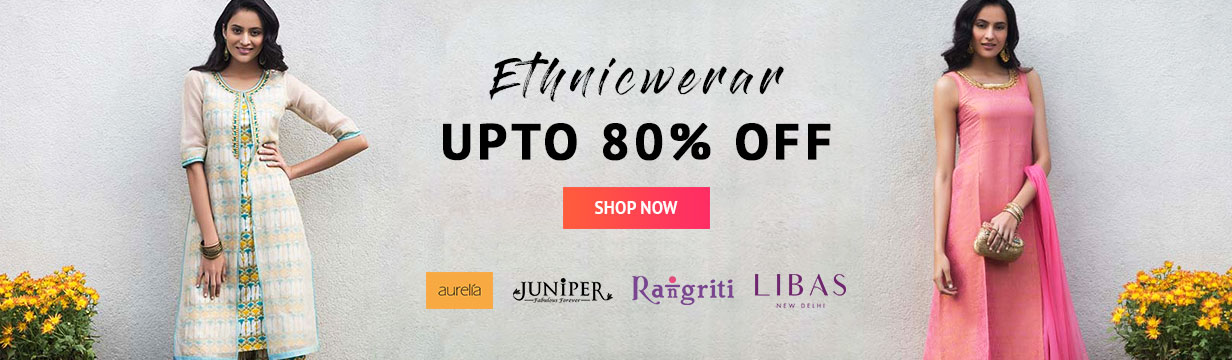 Ethnicwerar
UPTO 80% OFF
SHOP NOW
aurelia JUNIPER Rangriti LIBAS
Fabulous Forever NEW DELHI